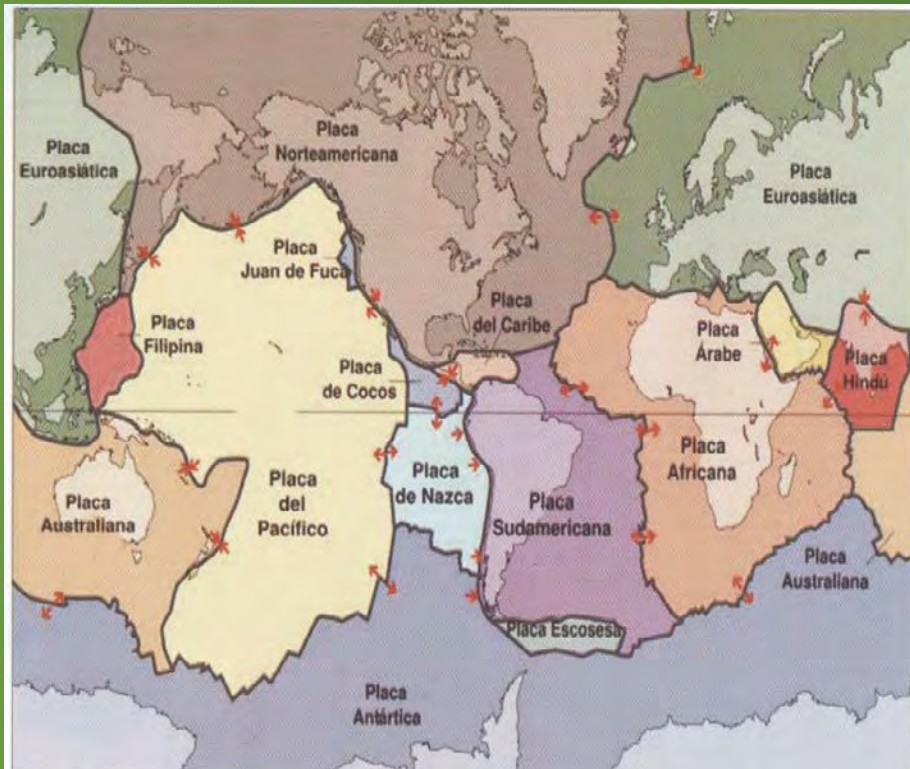 Placa
Norteamericana
Placa
Euroasiática
Placa
Euroasiática
Placa
Juan de Fuca
Placa
del Caribe
Placa
Filipina
Placa
Árabe
Placa
Hindú
Placa
de Cocos
Placa
Africana
Placa
de Nazca
Placa
del
Pacífico
Placa
Australiana
Placa
Sudamericana
Placa
Australiana
Placa Escosesa
Placa
Antártica